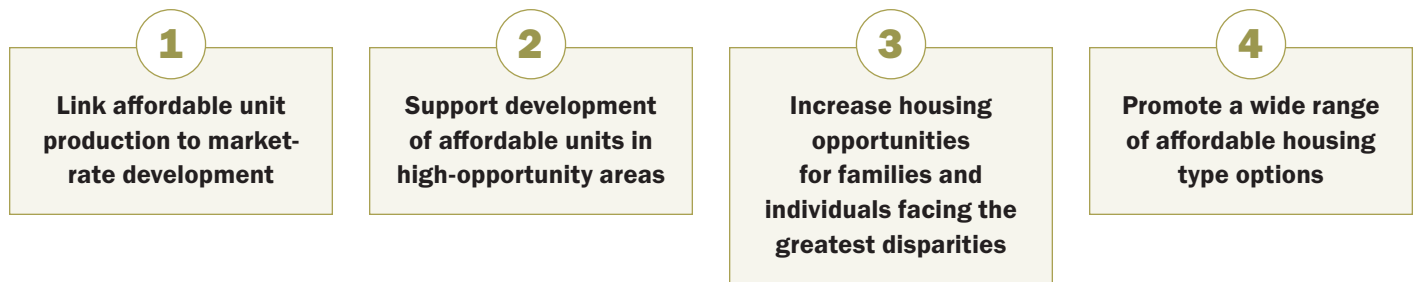 1
Link affordable unit
production to market-
rate development
2
Support development
of affordable units in
high-opportunity areas
3
Increase housing
opportunities
for families and
individuals facing the
greatest disparities
4
Promote a wide range
of affordable housing
type options